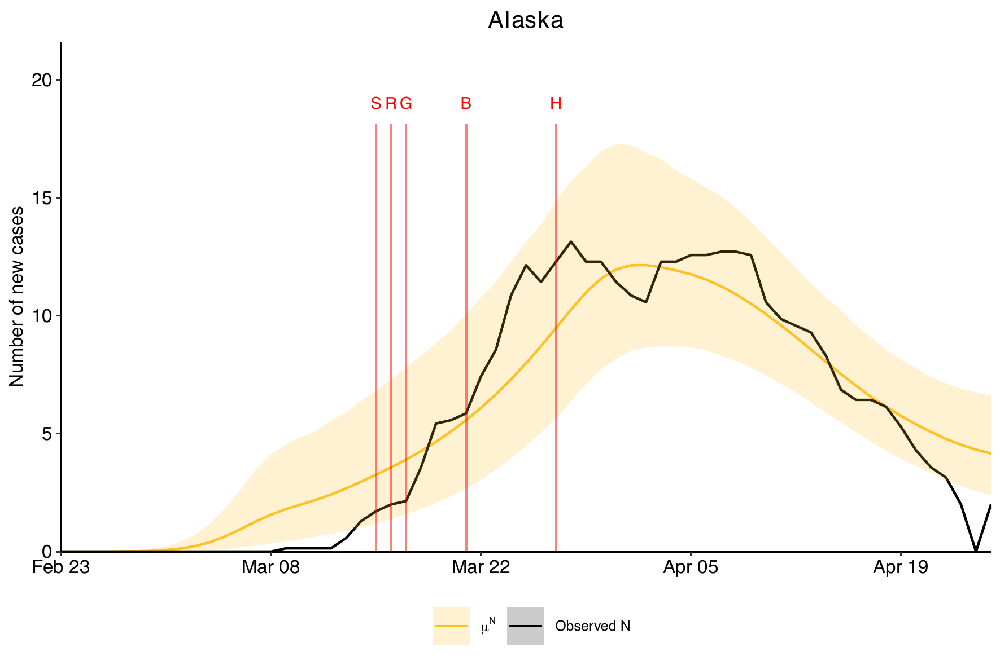 Alaska
Number of new cases
20
15
10
5
0
S R G B H
Feb 23 Mar 08 Mar 22 Apr 05 Apr 19
μN Observed N